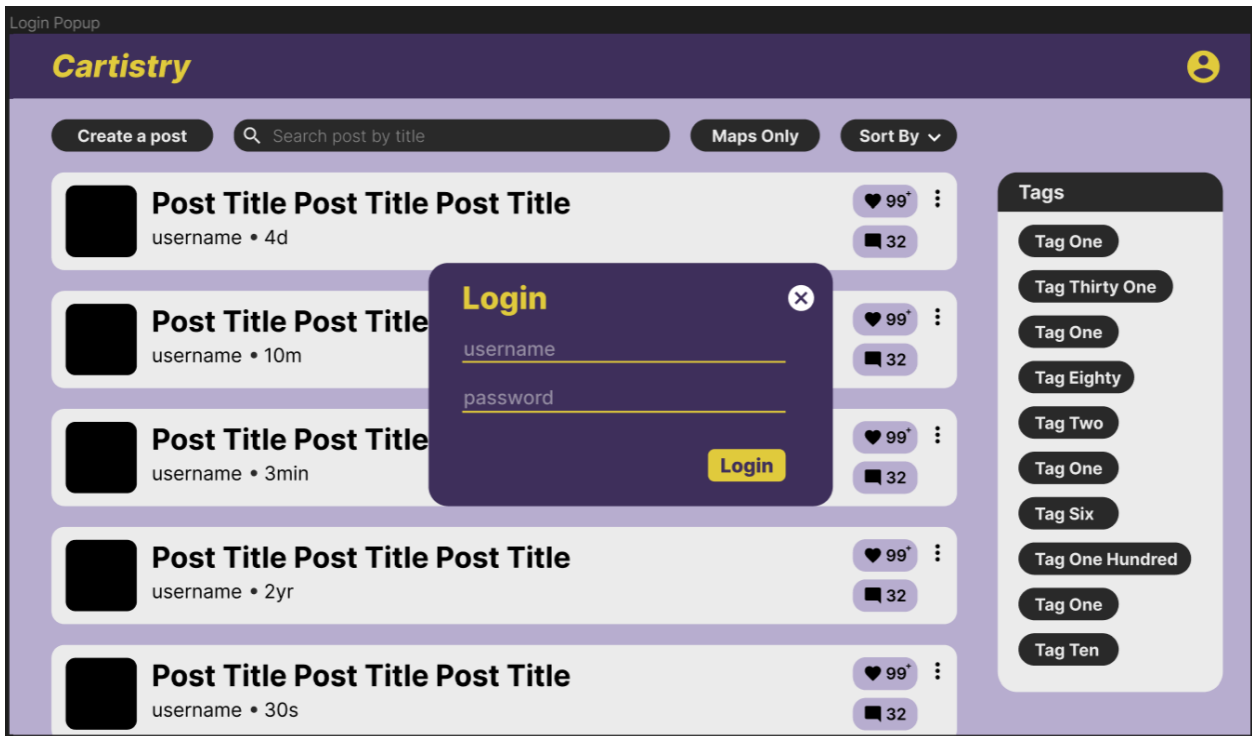 Login Popup
Cartistry
Create a post
Search post by title
Maps Only
Sort By
Post Title Post Title Post Title
username • 4d
99+
32
Post Title Post Title
username • 10m
99+
32
Post Title Post Title
username • 3min
99+
32
Post Title Post Title Post Title
username • 2yr
99+
32
Post Title Post Title Post Title
username • 30s
99+
32
Login
username
password
Login
Tags
Tag One
Tag Thirty One
Tag One
Tag Eighty
Tag Two
Tag One
Tag Six
Tag One Hundred
Tag One
Tag Ten